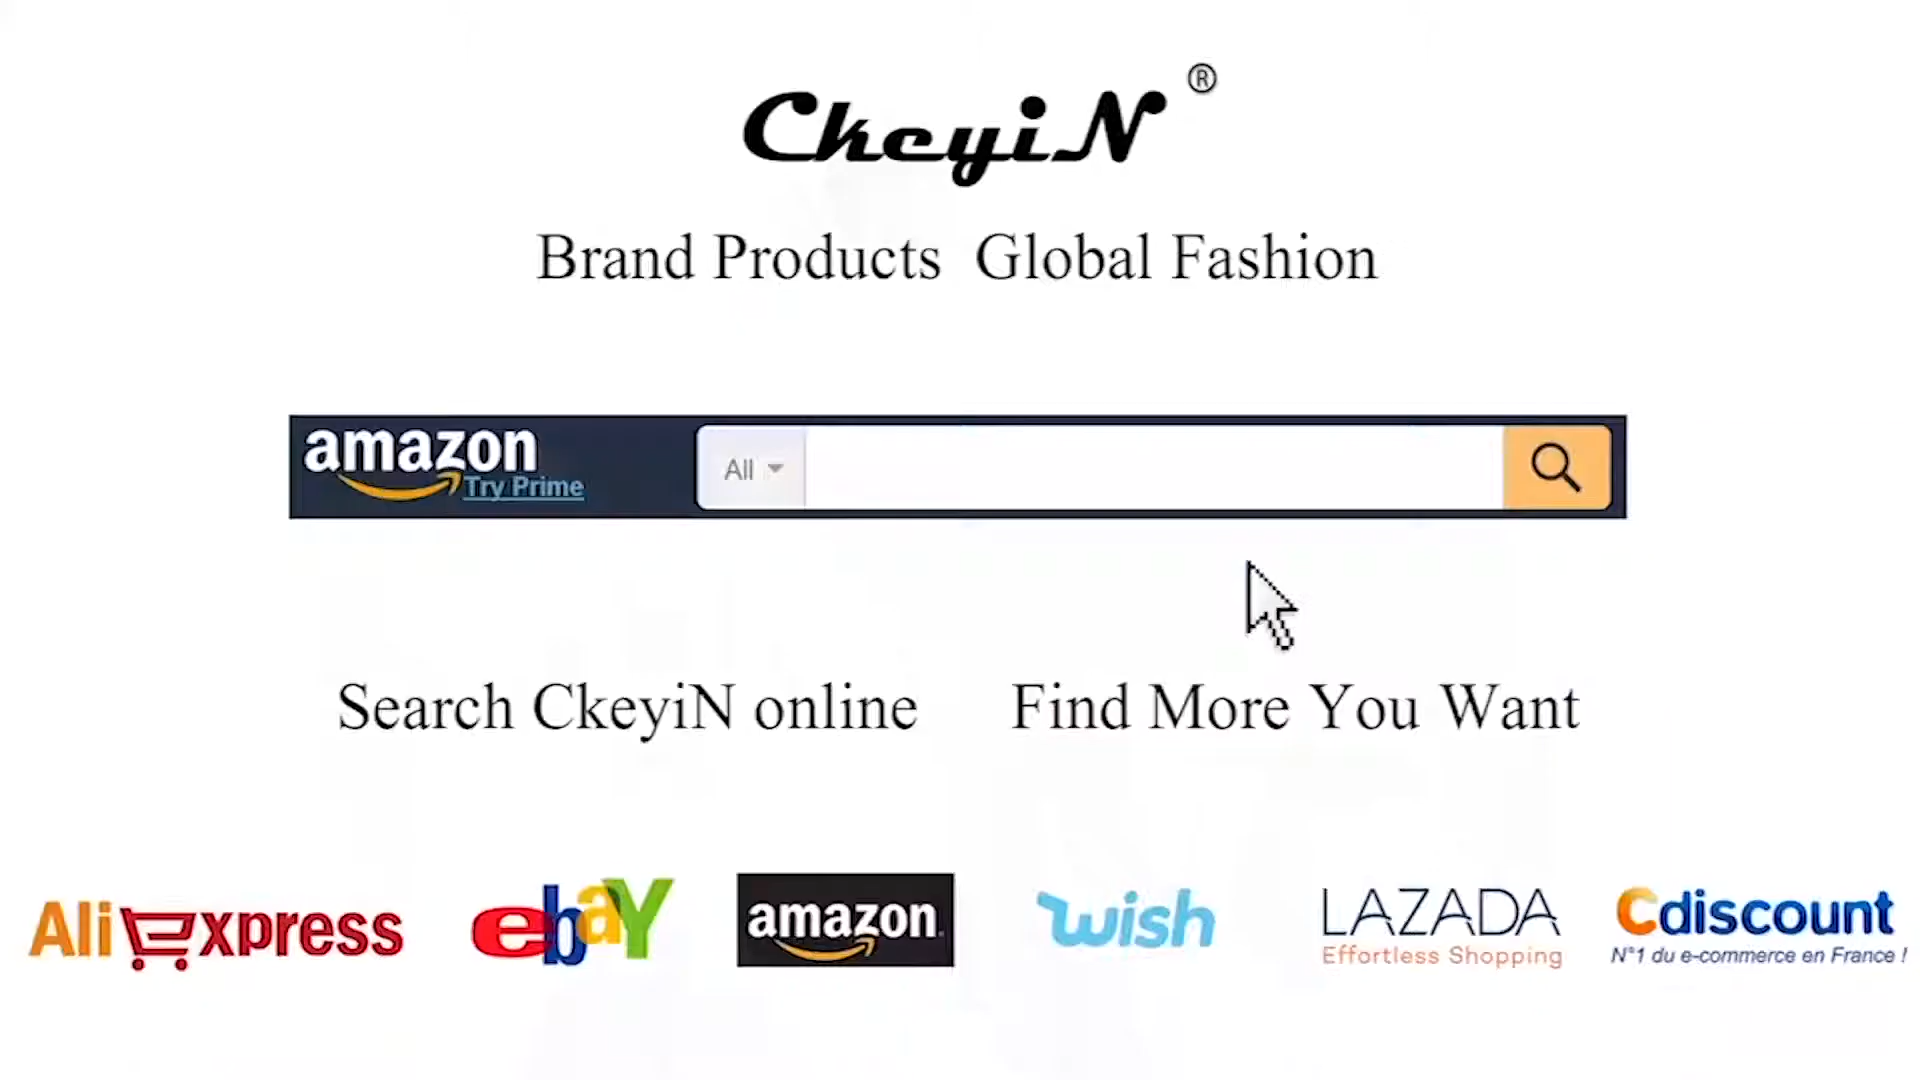 CkeyiN ®
Brand Products Global Fashion
amazon
Try Prime
All
Search CkeyiN online Find More You Want
AliExpress ebaY amazon wish LAZADA Cdiscount
Effortless Shopping N°1 du e-commerce en France !